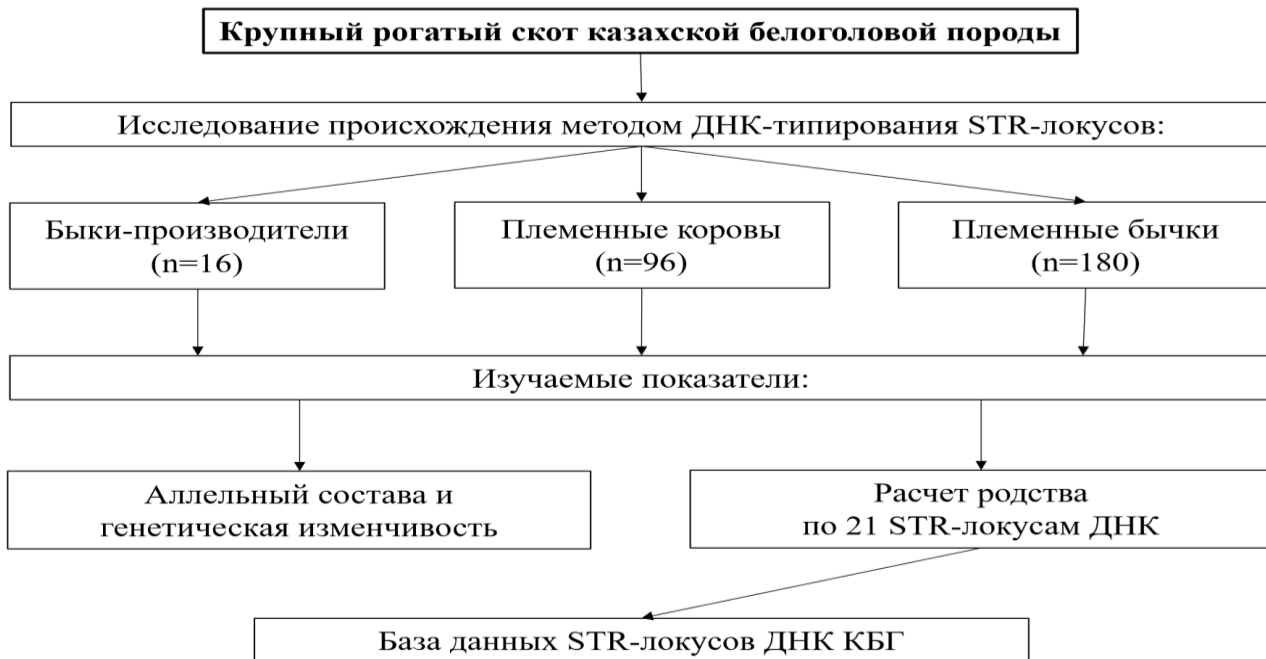 Крупный рогатый скот казахской белоголовой породы
Исследование происхождения методом ДНК-типирования STR-локусов:
Быки-производители
(n=16)
Племенные коровы
(n=96)
Племенные бычки
(n=180)
Изучаемые показатели:
Аллельный состава и
генетическая изменчивость
Расчет родства
по 21 STR-локусам ДНК
База данных STR-локусов ДНК КБГ